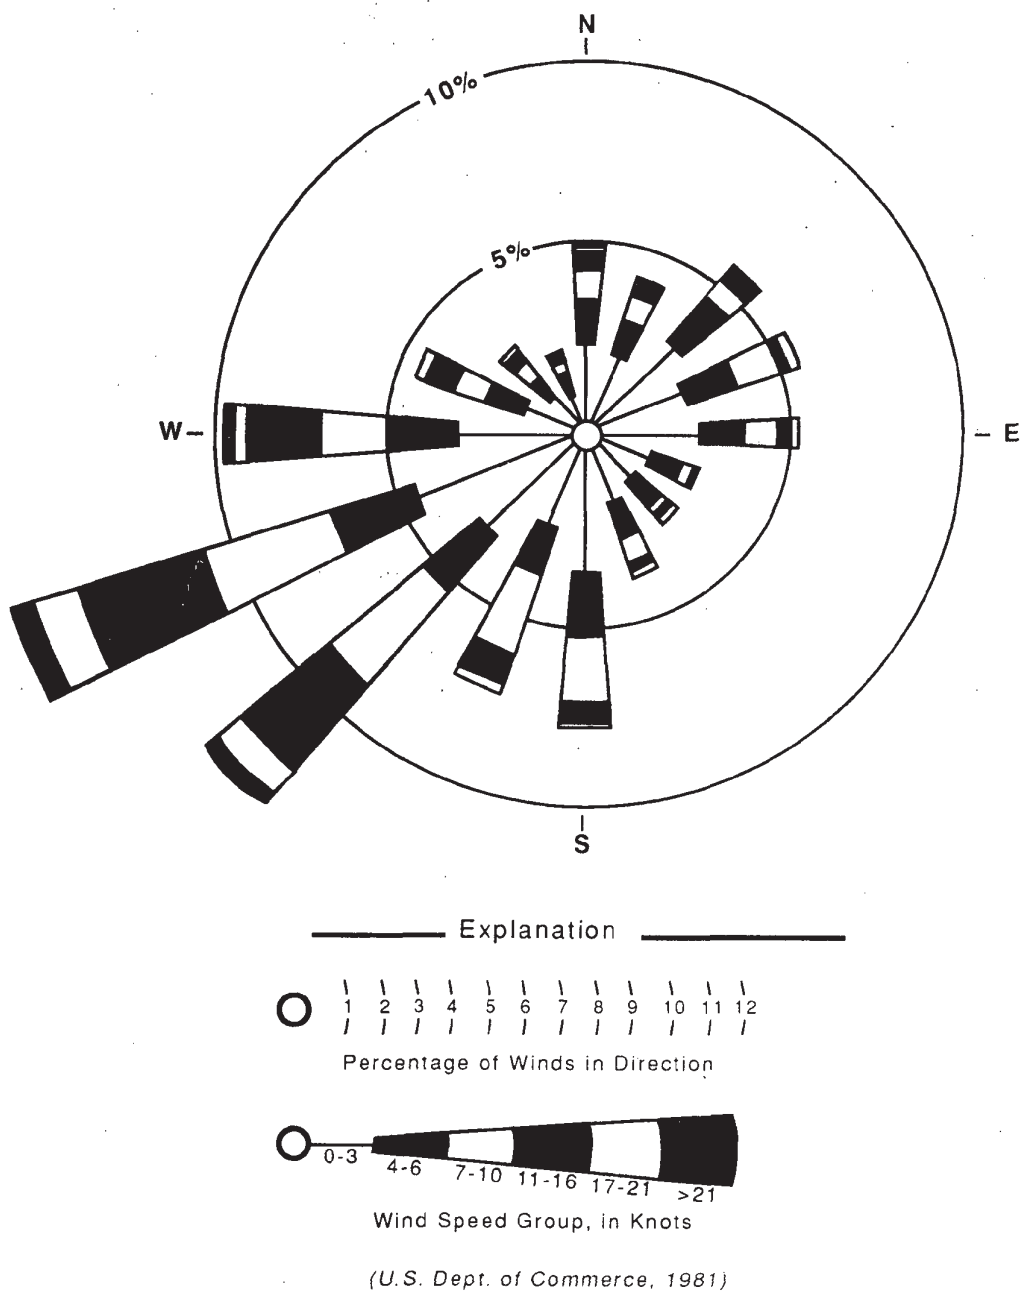 N
10%
5%
W
E
S
Explanation
1 2 3 4 5 6 7 8 9 10 11 12
Percentage of Winds in Direction
0-3 4-6 7-10 11-16 17-21 >21
Wind Speed Group, in Knots
(U.S. Dept. of Commerce, 1981)